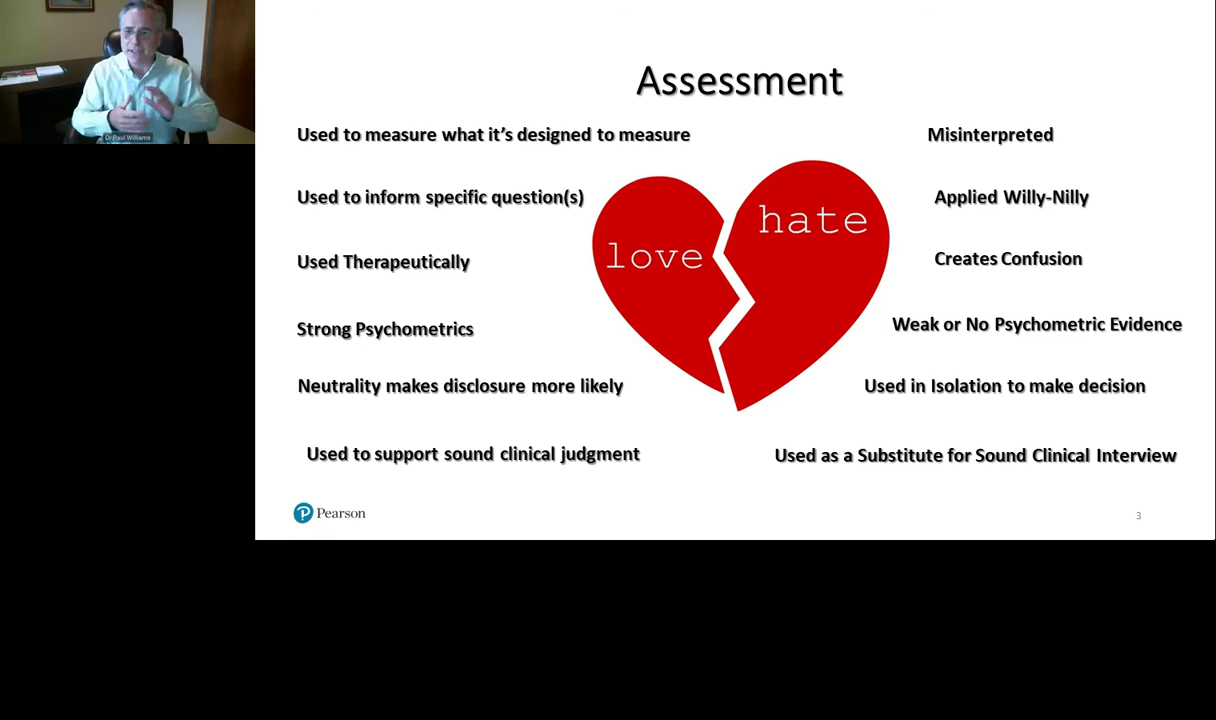 Dr Paul Williams
Assessment
Used to measure what it’s designed to measure
Misinterpreted
Used to inform specific question(s)
Applied Willy-Nilly
hate
love
Used Therapeutically
Creates Confusion
Strong Psychometrics
Weak or No Psychometric Evidence
Neutrality makes disclosure more likely
Used in Isolation to make decision
Used to support sound clinical judgment
Used as a Substitute for Sound Clinical Interview
Pearson
3